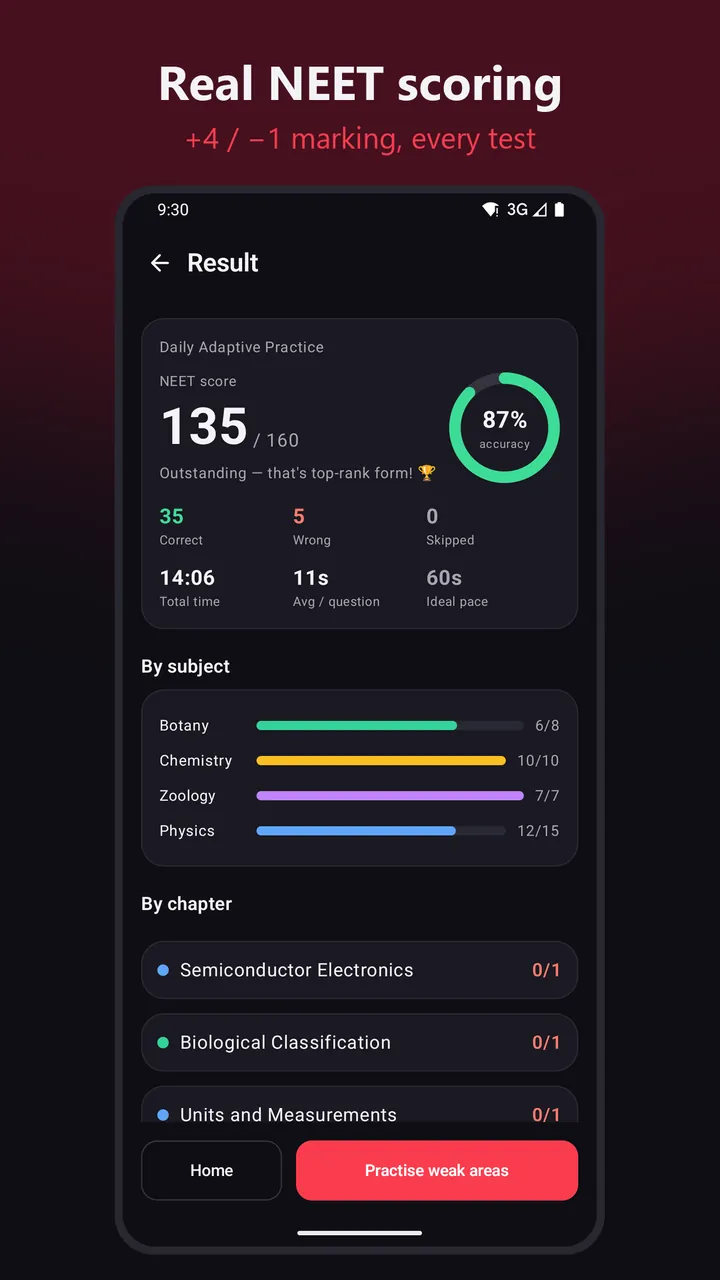 Real NEET scoring
+4 / −1 marking, every test
9:30
3G
Result
Daily Adaptive Practice
NEET score
135 / 160
87%
accuracy
Outstanding — that's top-rank form! 🏆
35 5 0
Correct Wrong Skipped
14:06 11s 60s
Total time Avg / question Ideal pace
By subject
Botany 6/8
Chemistry 10/10
Zoology 7/7
Physics 12/15
By chapter
Semiconductor Electronics 0/1
Biological Classification 0/1
Units and Measurements 0/1
Home Practise weak areas